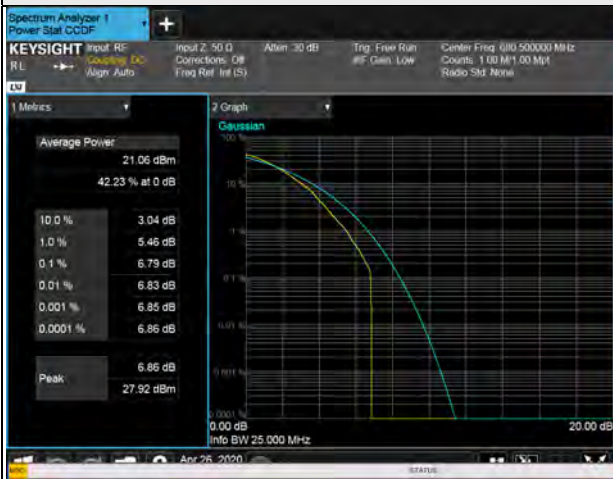 Spectrum Analyzer 1
Power Stat CCDF
+
KEYSIGHT Input: RF Input Z: 50 Ω Atten: 30 dB Trig: Free Run Center Freq: 680.500000 MHz
RL Coupling: DC Corrections: Off #IF Gain: Low Counts: 1.00 M/1.00 Mpt
Align: Auto Freq Ref: Int (S) Radio Std: None
LW
1 Metrics
Average Power
21.06 dBm
42.23 % at 0 dB
10.0 % 3.04 dB
1.0 % 5.46 dB
0.1 % 6.79 dB
0.01 % 6.83 dB
0.001 % 6.85 dB
0.0001 % 6.86 dB
Peak 6.86 dB
27.92 dBm
2 Graph
Gaussian
100 %
10 %
1 %
0.1 %
0.01 %
0.001 %
0.0001 %
0.00 dB 20.00 dB
Info BW 25.000 MHz
Apr 26, 2020
MSG STATUS